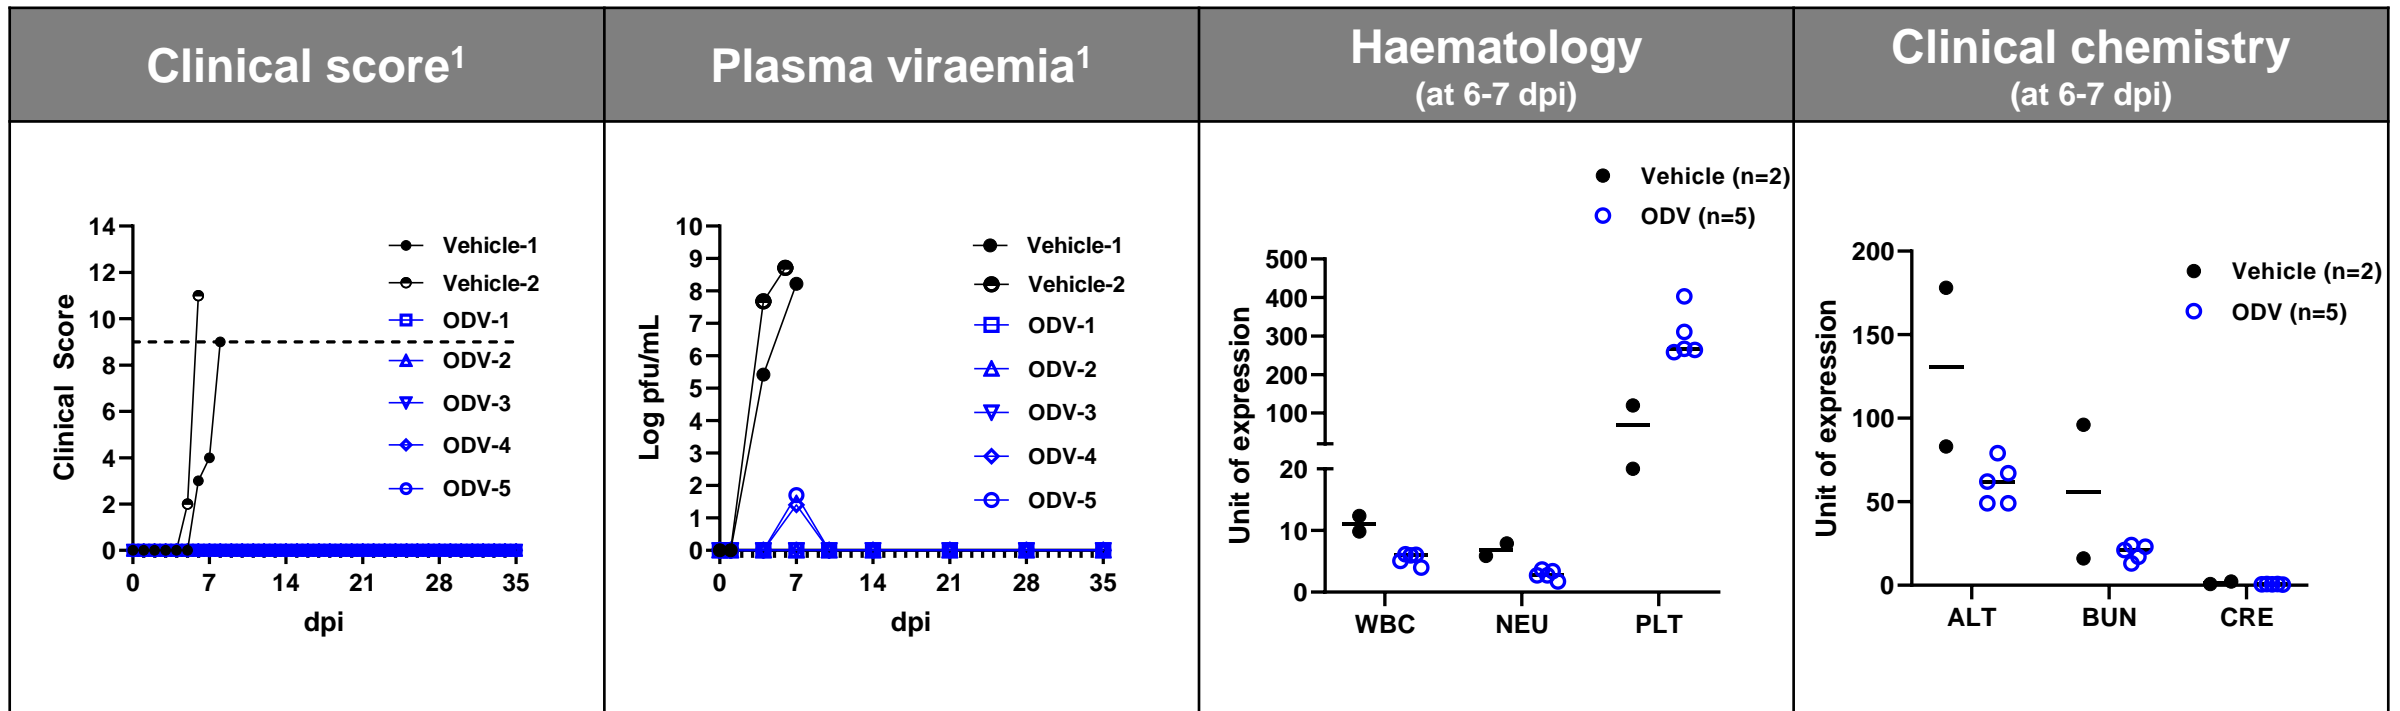 Clinical score1
Plasma viraemia1
Haematology
(at 6-7 dpi)
Clinical chemistry
(at 6-7 dpi)
Clinical Score
14
12
10
8
6
4
2
0
0 7 14 21 28 35
dpi
Vehicle-1
Vehicle-2
ODV-1
ODV-2
ODV-3
ODV-4
ODV-5
Log pfu/mL
10
9
8
7
6
5
4
3
2
1
0
0 7 14 21 28 35
dpi
Vehicle-1
Vehicle-2
ODV-1
ODV-2
ODV-3
ODV-4
ODV-5
Vehicle (n=2)
ODV (n=5)
Unit of expression
500
400
300
200
100
20
10
0
WBC NEU PLT
Vehicle (n=2)
ODV (n=5)
Unit of expression
200
150
100
50
0
ALT BUN CRE